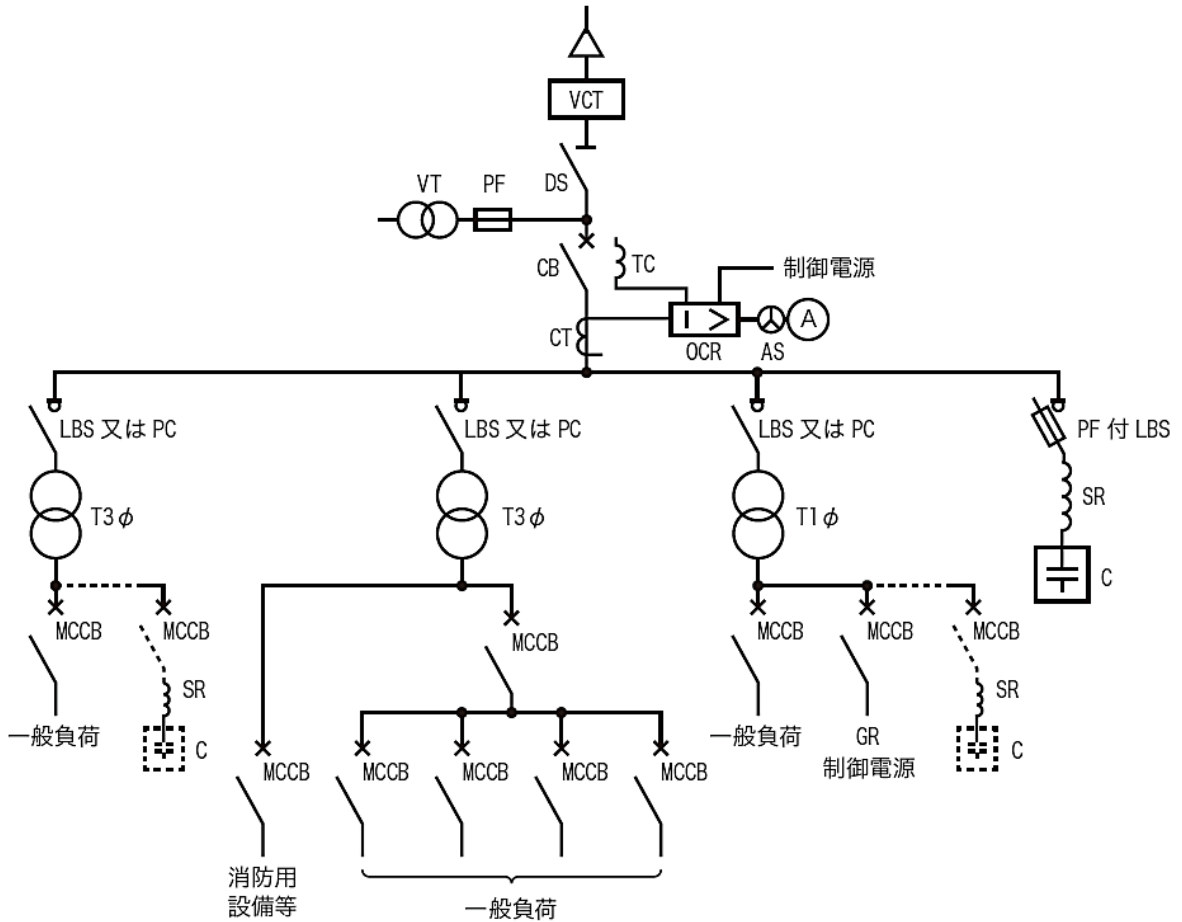 VCT
DS
VT
PF
CB
TC
制御電源
CT
I >
OCR
AS
A
LBS 又は PC
LBS 又は PC
LBS 又は PC
PF 付 LBS
T3φ
T3φ
T1φ
SR
C
MCCB
MCCB
MCCB
MCCB
MCCB
MCCB
SR
SR
一般負荷
C
一般負荷
GR
制御電源
C
MCCB
MCCB
MCCB
MCCB
MCCB
消防用
設備等
一般負荷